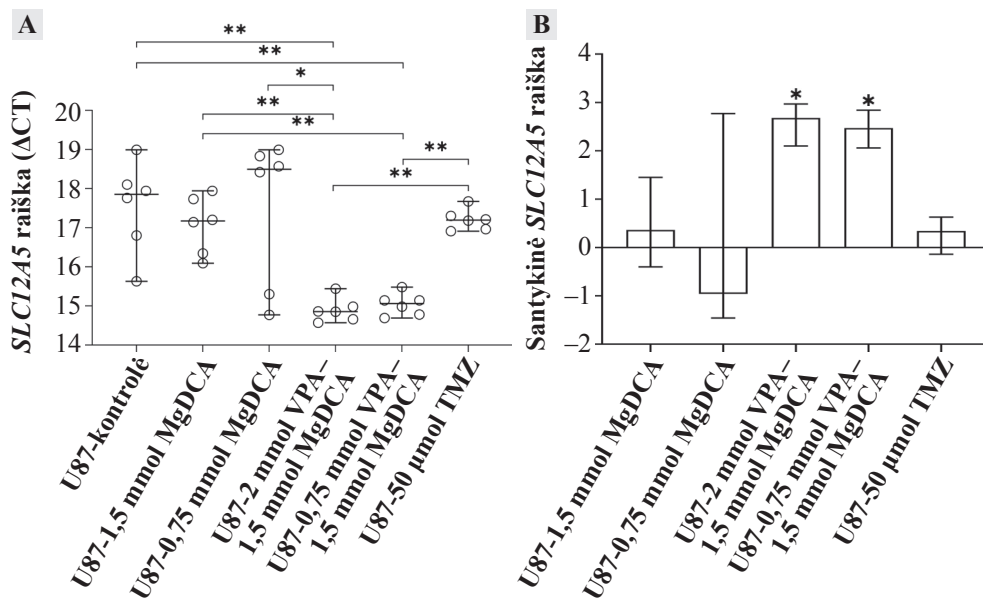 A
**
**
*
**
**
**
**
SLC12A5 raiška (ΔCT)
20
19
18
17
16
15
14
U87-kontrolė
U87-1,5 mmol MgDCA
U87-0,75 mmol MgDCA
U87-2 mmol VPA–
1,5 mmol MgDCA
U87-0,75 mmol VPA–
1,5 mmol MgDCA
U87-50 µmol TMZ
B
Santykinė SLC12A5 raiška
4
3
2
1
0
–1
–2
*
*
U87-1,5 mmol MgDCA
U87-0,75 mmol MgDCA
U87-2 mmol VPA–
1,5 mmol MgDCA
U87-0,75 mmol VPA–
1,5 mmol MgDCA
U87-50 µmol TMZ